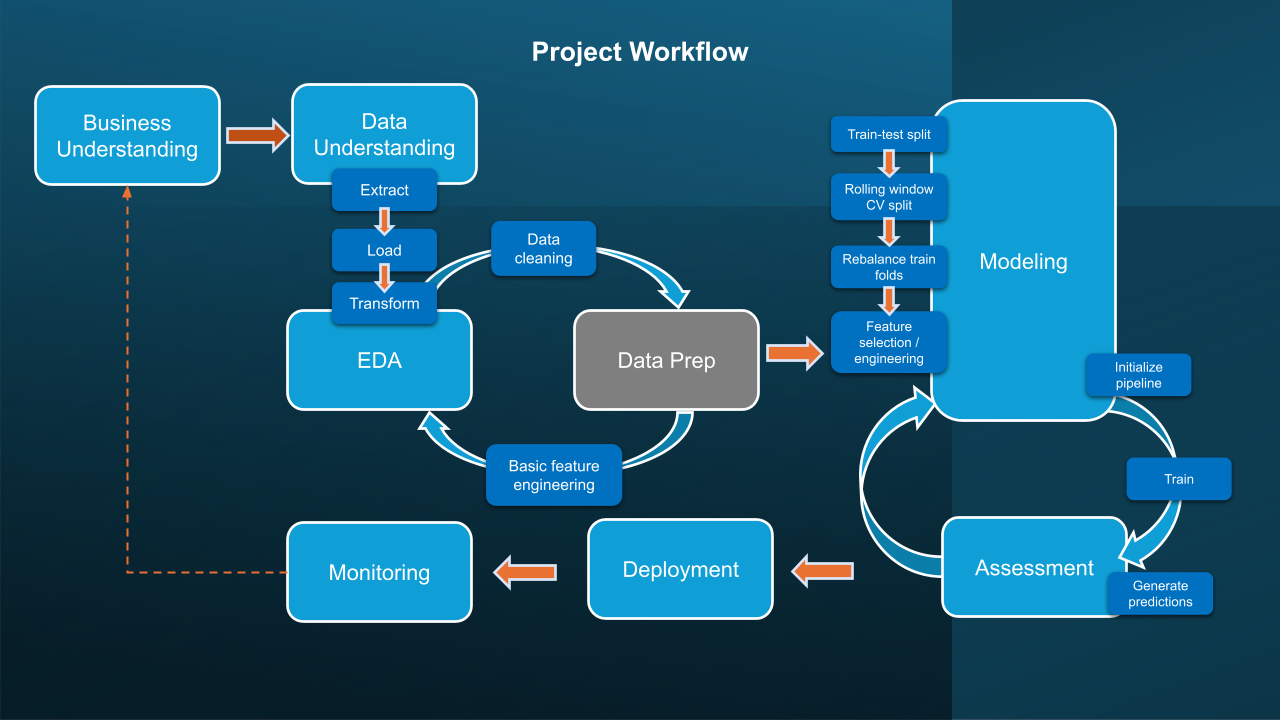 Project Workflow
Business
Understanding
Data
Understanding
Extract
Load
Transform
EDA
Data
cleaning
Data Prep
Basic feature
engineering
Train-test split
Rolling window
CV split
Rebalance train
folds
Feature
selection /
engineering
Modeling
Initialize
pipeline
Train
Generate
predictions
Assessment
Deployment
Monitoring